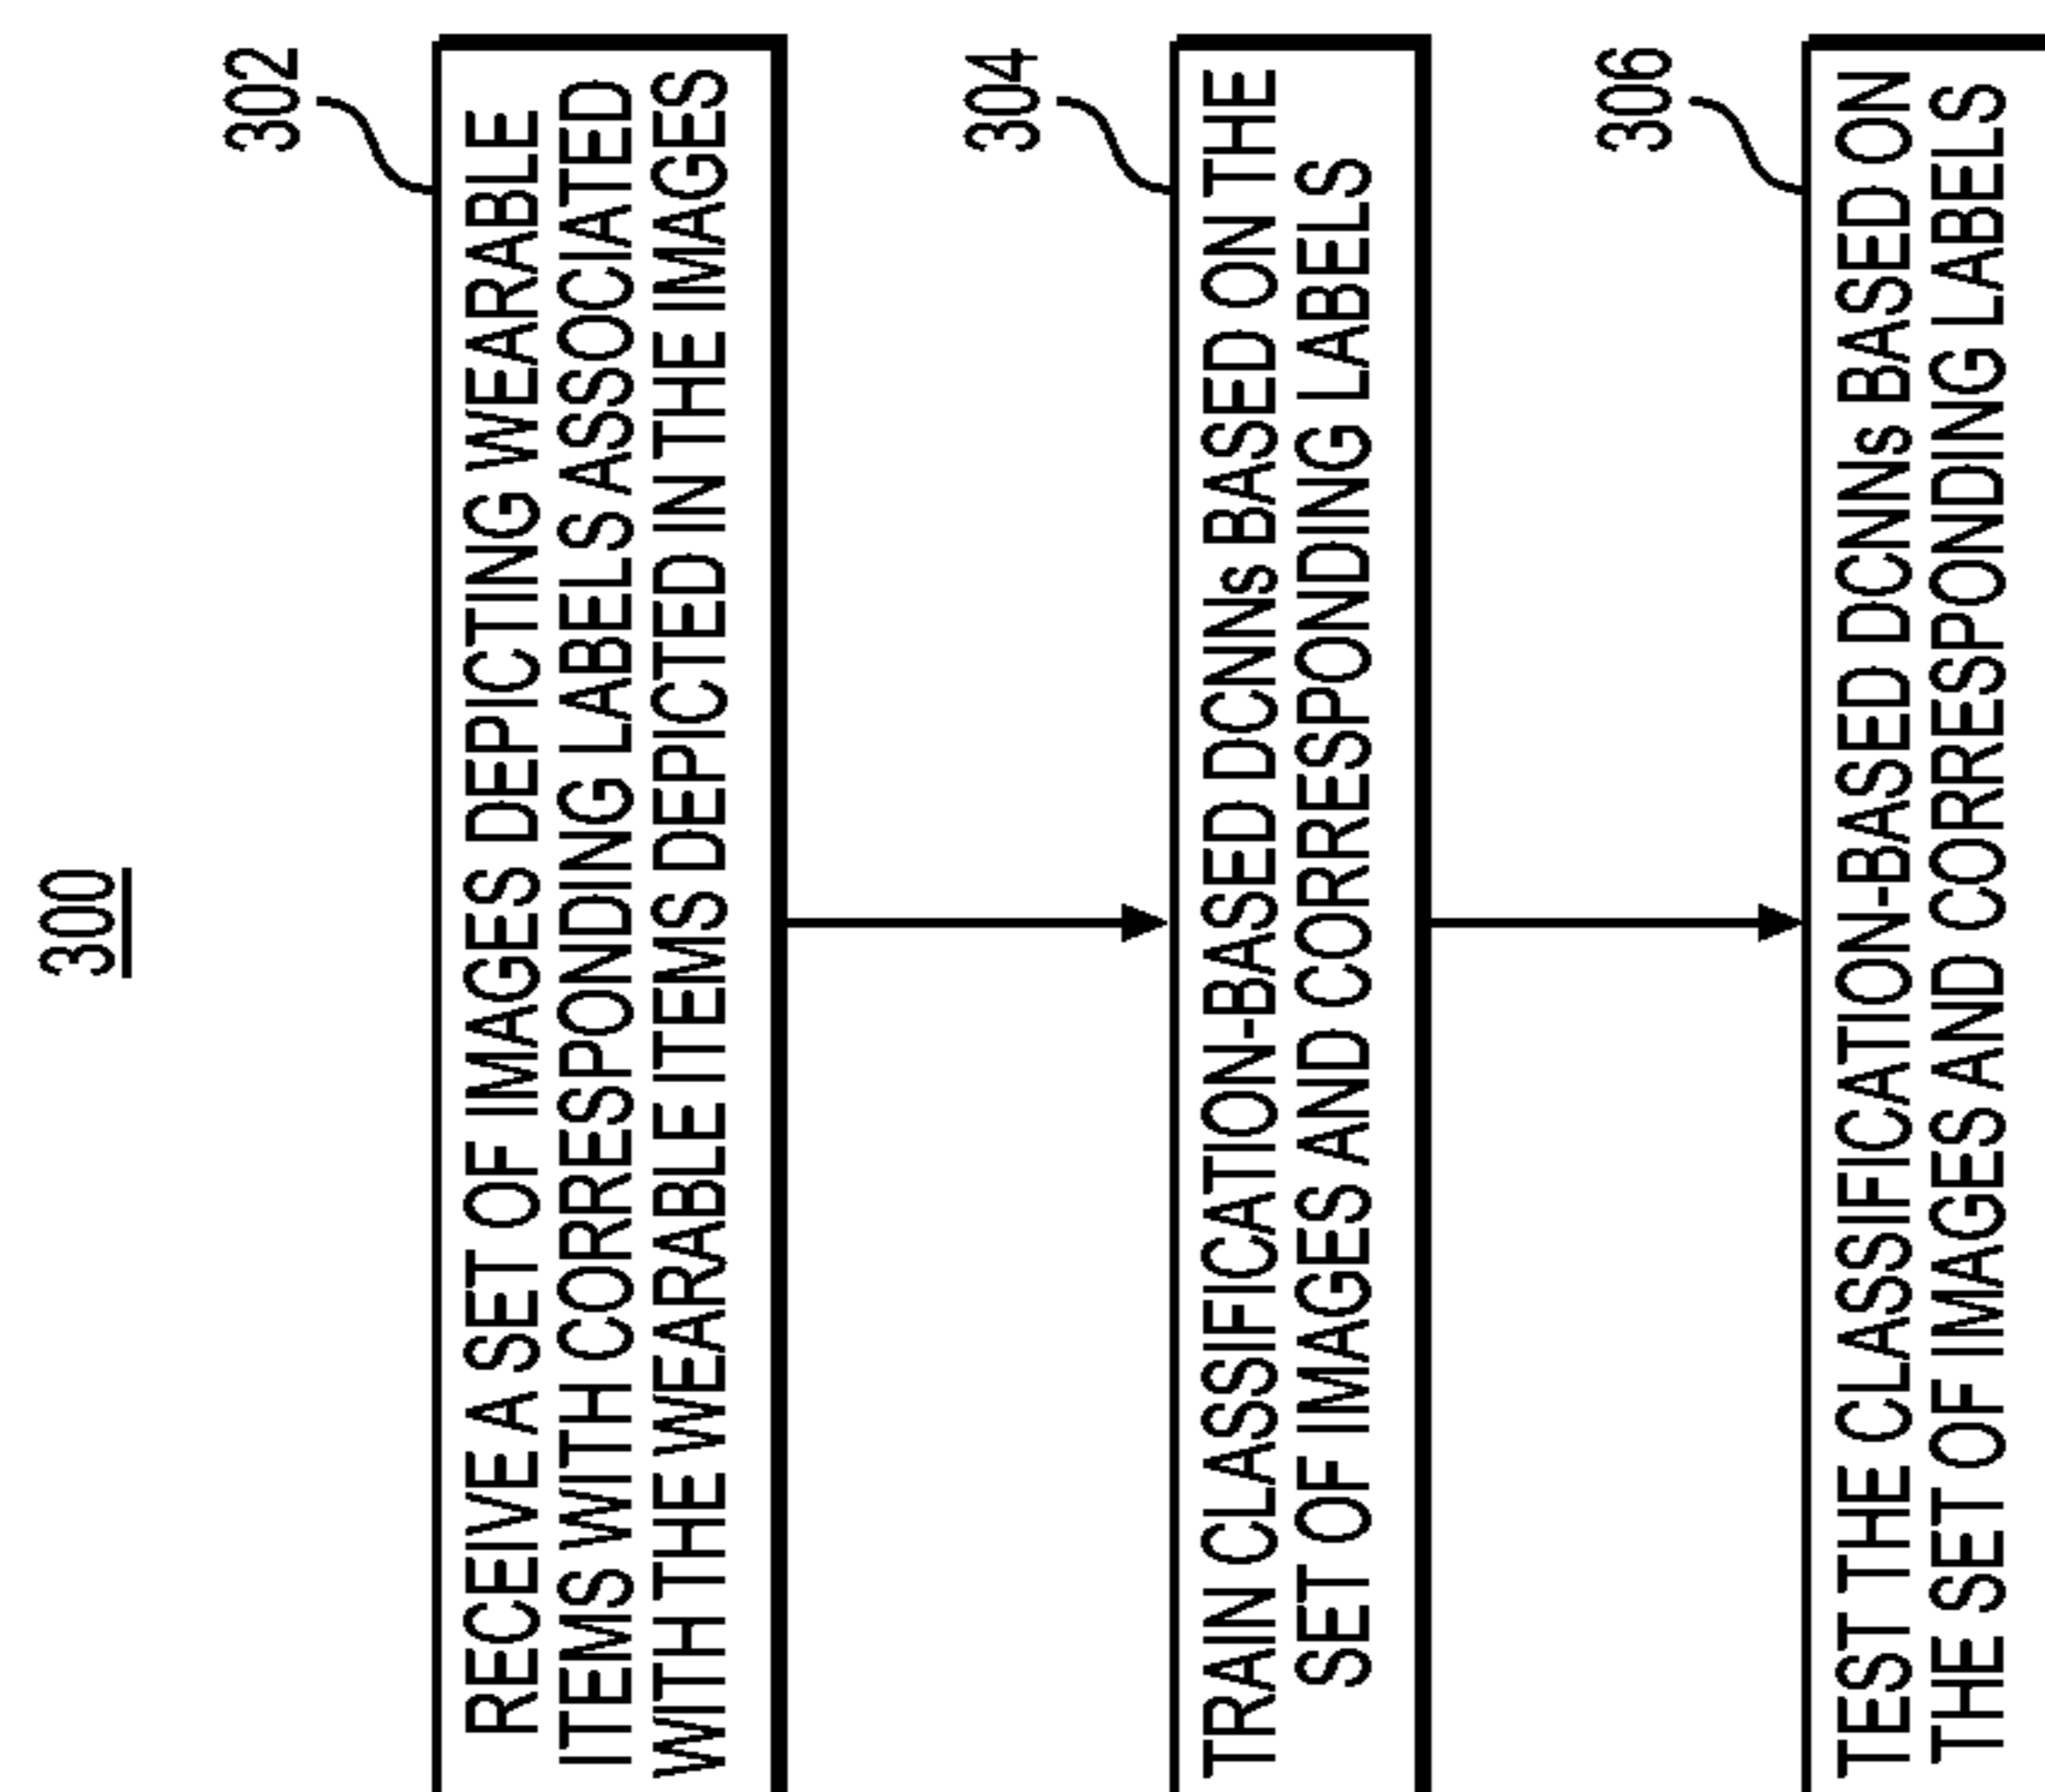 300
302
RECEIVE A SET OF IMAGES DEPICTING WEARABLE
ITEMS WITH CORRESPONDING LABELS ASSOCIATED
WITH THE WEARABLE ITEMS DEPICTED IN THE IMAGES
304
TRAIN CLASSIFICATION-BASED DCNNs BASED ON THE
SET OF IMAGES AND CORRESPONDING LABELS
306
TEST THE CLASSIFICATION-BASED DCNNs BASED ON
THE SET OF IMAGES AND CORRESPONDING LABELS